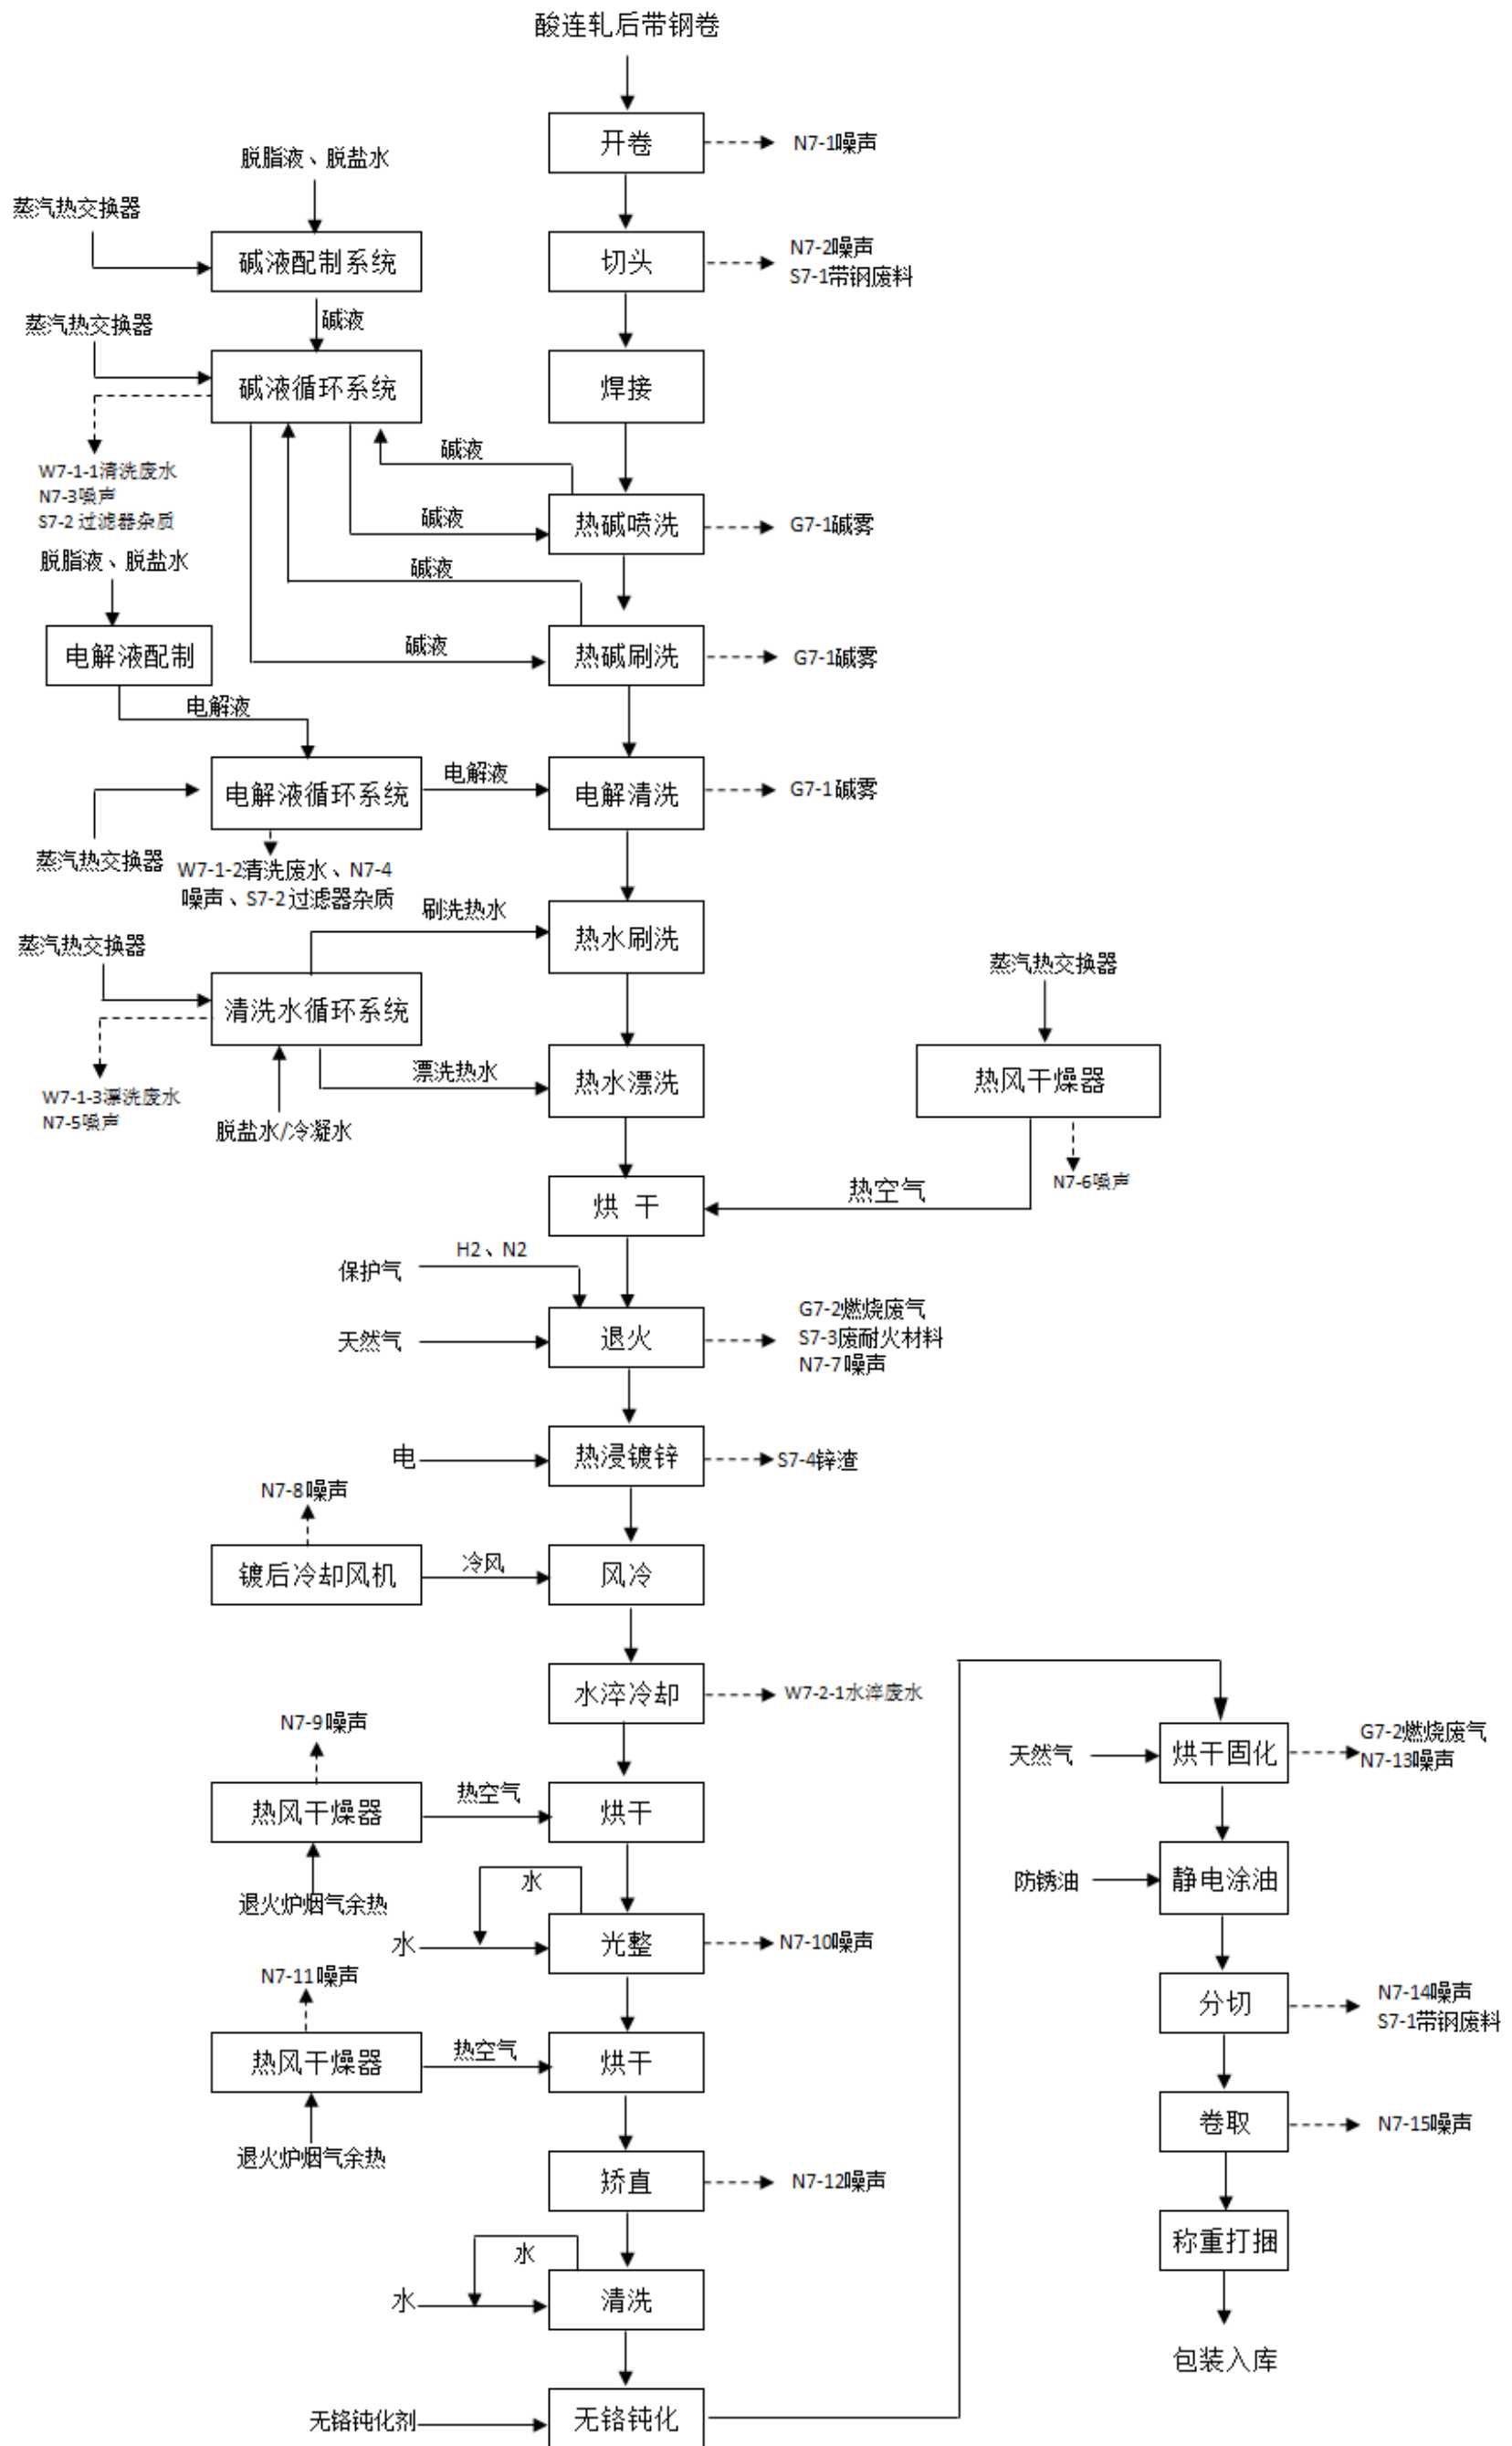 酸连轧后带钢卷
开卷
N7-1噪声
脱脂液、脱盐水
蒸汽热交换器
碱液配制系统
切头
N7-2噪声
S7-1带钢废料
碱液
蒸汽热交换器
碱液循环系统
焊接
碱液
W7-1-1清洗废水
N7-3噪声
S7-2 过滤器杂质
碱液
热碱喷洗
G7-1碱雾
脱脂液、脱盐水
碱液
电解液配制
碱液
热碱刷洗
G7-1碱雾
电解液
电解液循环系统
电解液
电解清洗
G7-1碱雾
蒸汽热交换器
W7-1-2清洗废水、N7-4
噪声、S7-2过滤器杂质
刷洗热水
热水刷洗
蒸汽热交换器
蒸汽热交换器
清洗水循环系统
漂洗热水
热水漂洗
热风干燥器
W7-1-3漂洗废水
N7-5噪声
脱盐水/冷凝水
N7-6噪声
热空气
烘 干
H2、N2
保护气
天然气
退火
G7-2燃烧废气
S7-3废耐火材料
N7-7噪声
电
热浸镀锌
S7-4锌渣
N7-8噪声
镀后冷却风机
冷风
风冷
水淬冷却
W7-2-1水淬废水
N7-9噪声
热风干燥器
热空气
烘干
退火炉烟气余热
水
水
光整
N7-10噪声
N7-11噪声
热风干燥器
热空气
烘干
退火炉烟气余热
矫直
N7-12噪声
水
水
清洗
无铬钝化剂
无铬钝化
天然气
烘干固化
G7-2燃烧废气
N7-13噪声
防锈油
静电涂油
分切
N7-14噪声
S7-1带钢废料
卷取
N7-15噪声
称重打捆
包装入库